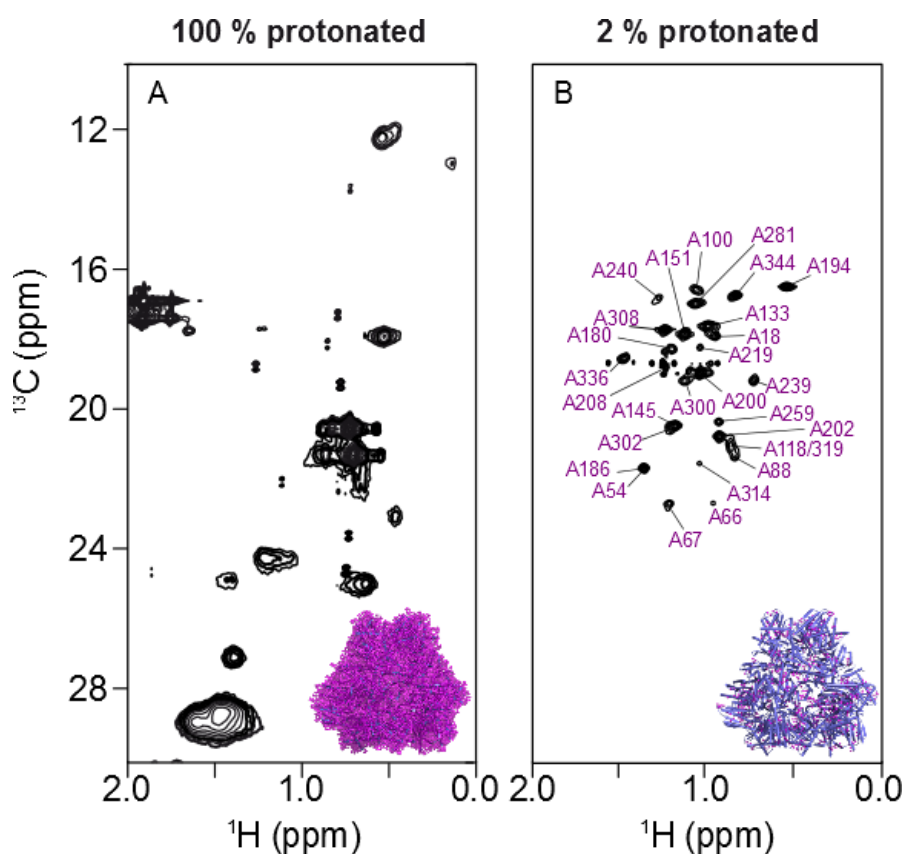 100 % protonated
2 % protonated
A
B
12
16
20
24
28
¹³C (ppm)
2.0
1.0
0.0
¹H (ppm)
2.0
1.0
0.0
¹H (ppm)
A100
A281
A151
A344
A194
A240
A308
A133
A180
A18
A219
A336
A239
A208
A300
A200
A145
A259
A302
A202
A118/319
A186
A88
A54
A314
A66
A67